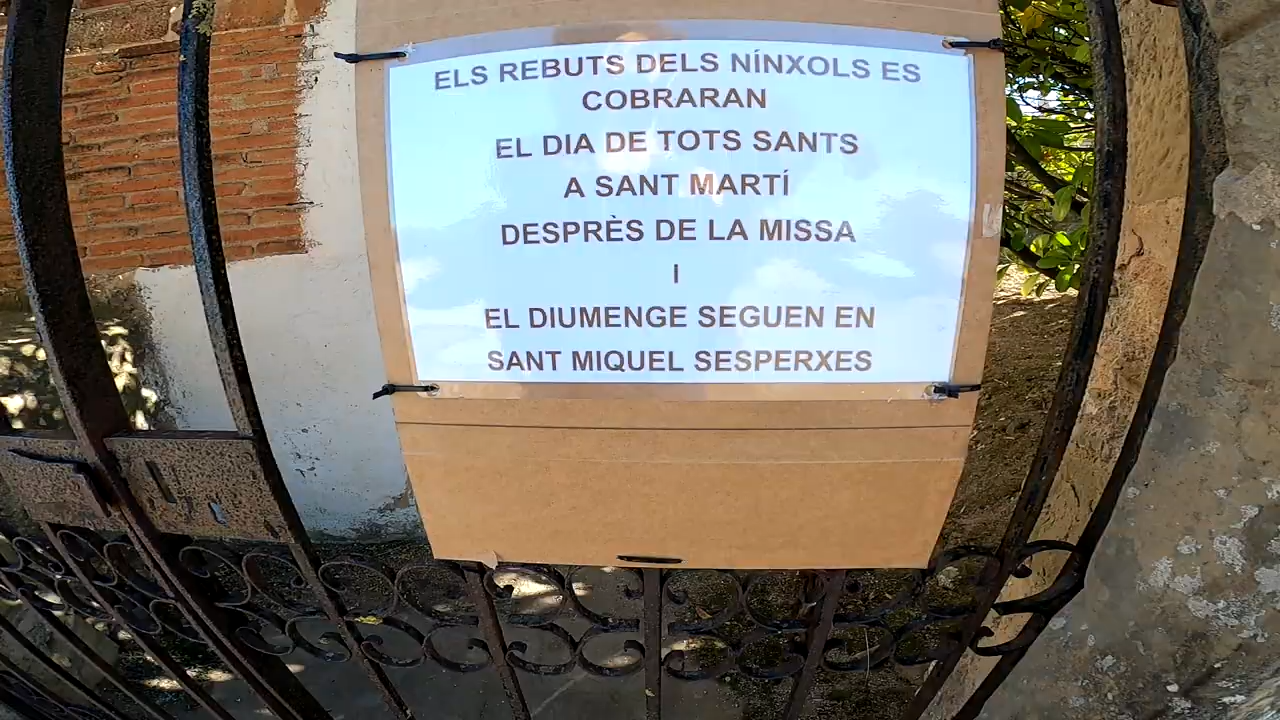 ELS REBUTS DELS NÍNXOLS ES
COBRARAN
EL DIA DE TOTS SANTS
A SANT MARTÍ
DESPRÈS DE LA MISSA
I
EL DIUMENGE SEGUEN EN
SANT MIQUEL SESPERXES